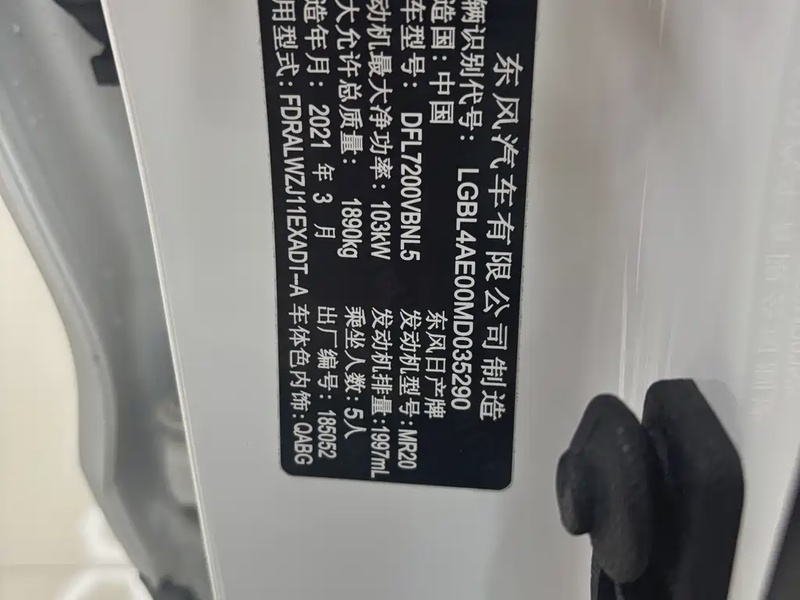 东风汽车有限公司制造
辆识别代号: LGBL4AE00MD035290
造国: 中国 东风日产牌
车型号: DFL7200VBNL5 发动机型号: MR20
动机最大净功率: 103kW 发动机排量: 1997mL
大允许总质量: 1890kg 乘坐人数: 5人
造年月: 2021 年 3 月 出厂编号: 185052
用型式: FDRALWZJ11EXADT-A 车体色内饰: QABG